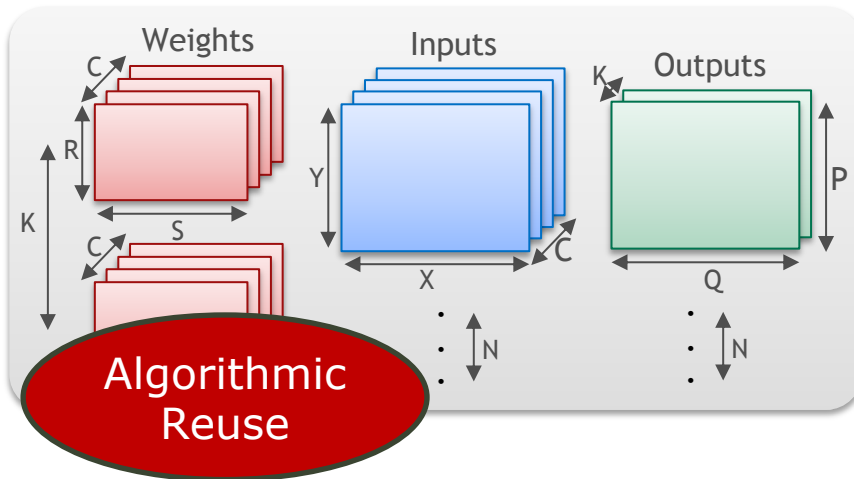 Weights
Inputs
Outputs
C
K
R
Y
P
K
S
C
C
X
Q
N
N
Algorithmic
Reuse